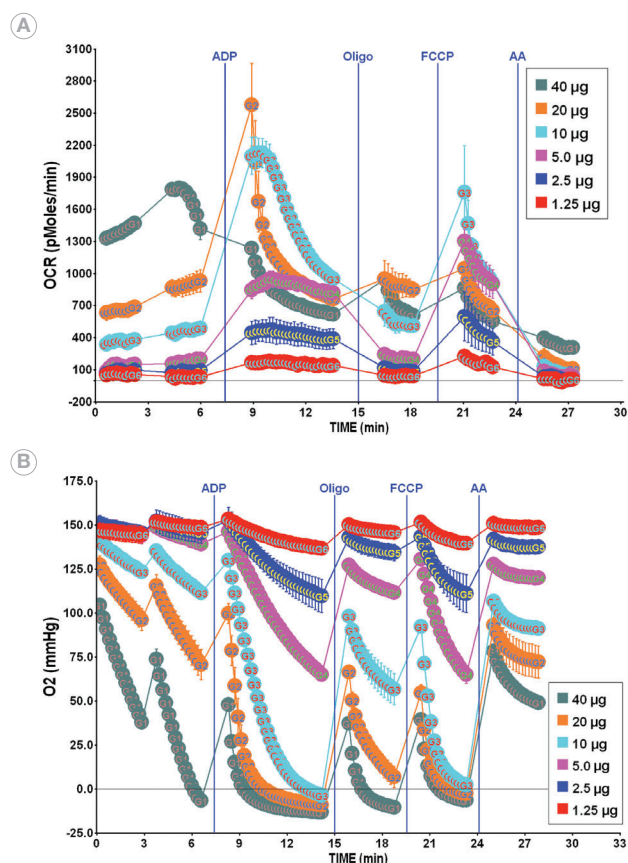 A
ADP Oligo FCCP AA
3100
2800
2500
2200
1900
1600
1300
1000
700
400
100
-200
OCR (pMoles/min)
40 µg
20 µg
10 µg
5.0 µg
2.5 µg
1.25 µg
0 3 6 9 12 15 18 21 24 27 30
TIME (min)
B
ADP Oligo FCCP AA
175.0
150.0
125.0
100.0
75.0
50.0
25.0
0.0
-25.0
O2 (mmHg)
40 µg
20 µg
10 µg
5.0 µg
2.5 µg
1.25 µg
0 3 6 9 12 15 18 21 24 27 30 33
TIME (min)